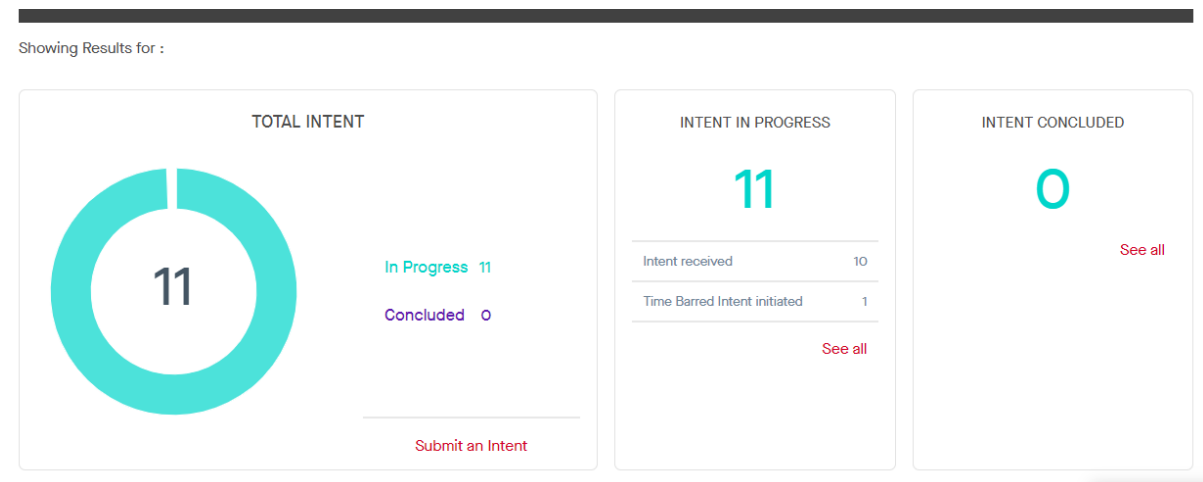 Showing Results for :
TOTAL INTENT
11
In Progress 11
Concluded 0
Submit an Intent
INTENT IN PROGRESS
11
Intent received 10
Time Barred Intent initiated 1
See all
INTENT CONCLUDED
0
See all